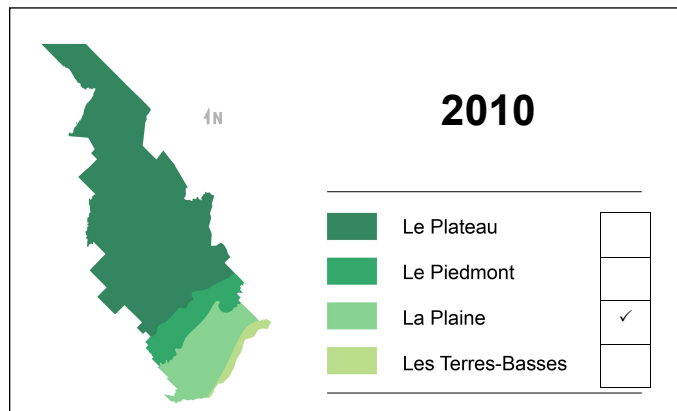 N
2010
Le Plateau
Le Piedmont
La Plaine ✓
Les Terres-Basses